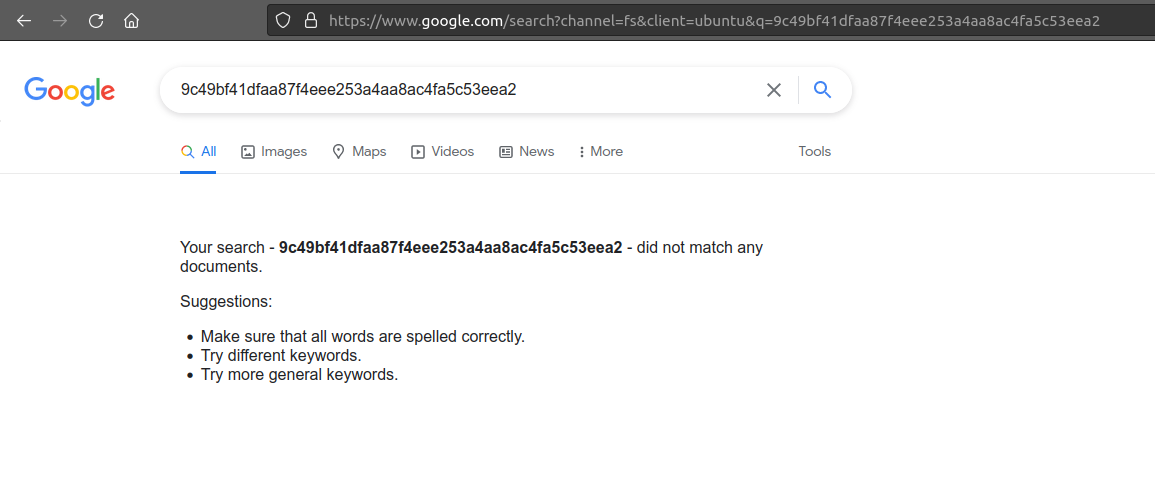 https://www.google.com/search?channel=fs&client=ubuntu&q=9c49bf41dfaa87f4eee253a4aa8ac4fa5c53eea2
Google
9c49bf41dfaa87f4eee253a4aa8ac4fa5c53eea2
All Images Maps Videos News More Tools
Your search - 9c49bf41dfaa87f4eee253a4aa8ac4fa5c53eea2 - did not match any
documents.
Suggestions:
Make sure that all words are spelled correctly.
Try different keywords.
Try more general keywords.